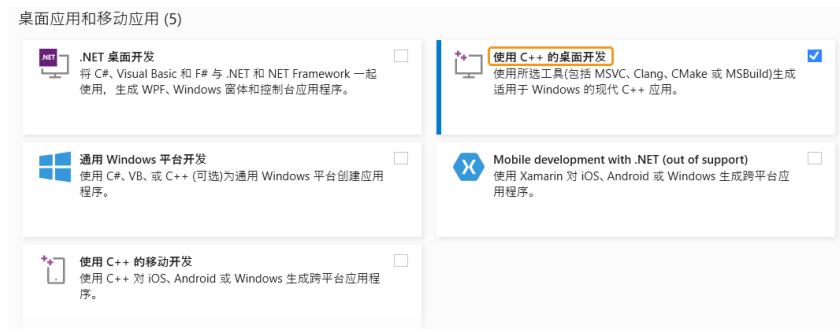 桌面应用和移动应用 (5)
.NET
.NET 桌面开发
将 C#、Visual Basic 和 F# 与 .NET 和 NET Framework 一起
使用，生成 WPF、Windows 窗体和控制台应用程序。
使用 C++ 的桌面开发
使用所选工具(包括 MSVC、Clang、CMake 或 MSBuild)生成
适用于 Windows 的现代 C++ 应用。
通用 Windows 平台开发
使用 C#、VB、或 C++ (可选)为通用 Windows 平台创建应用
程序。
Mobile development with .NET (out of support)
使用 Xamarin 对 iOS、Android 或 Windows 生成跨平台应
用程序。
使用 C++ 的移动开发
使用 C++ 对 iOS、Android 或 Windows 生成跨平台应用程
序。